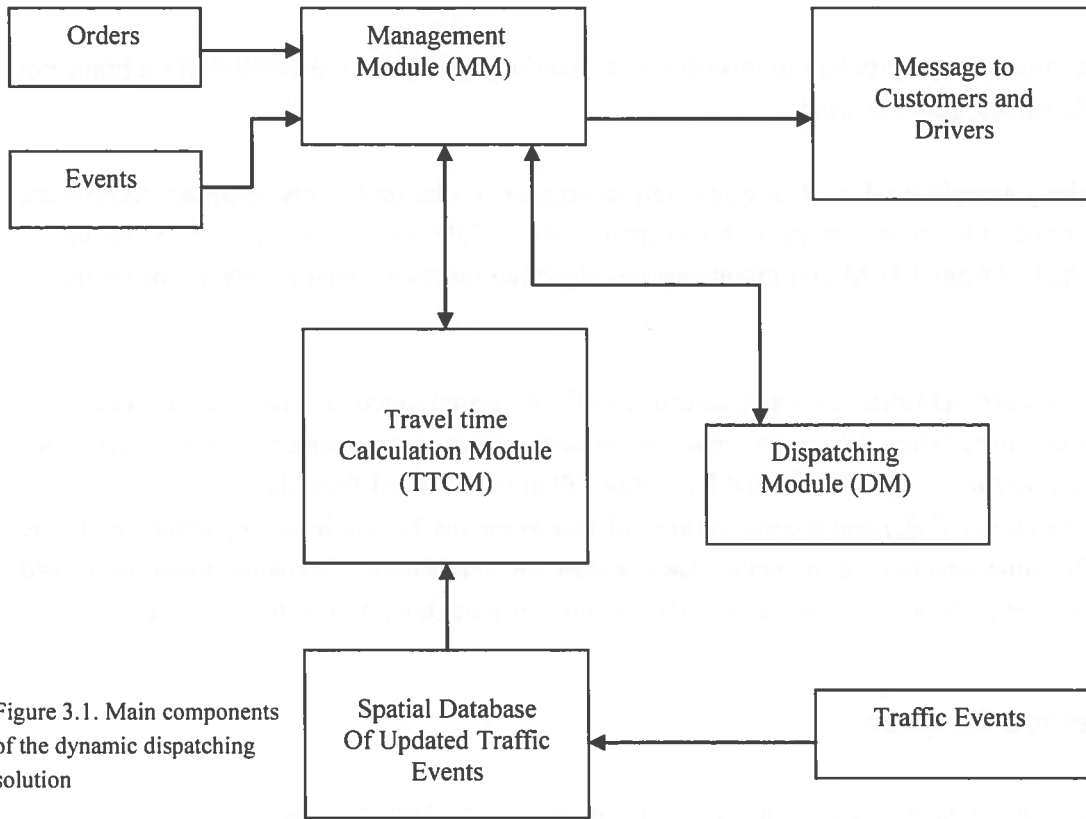 Orders
Management
Module (MM)
Message to
Customers and
Drivers
Events
Travel time
Calculation Module
(TTCM)
Dispatching
Module (DM)
Figure 3.1. Main components
of the dynamic dispatching
solution
Spatial Database
Of Updated Traffic
Events
Traffic Events